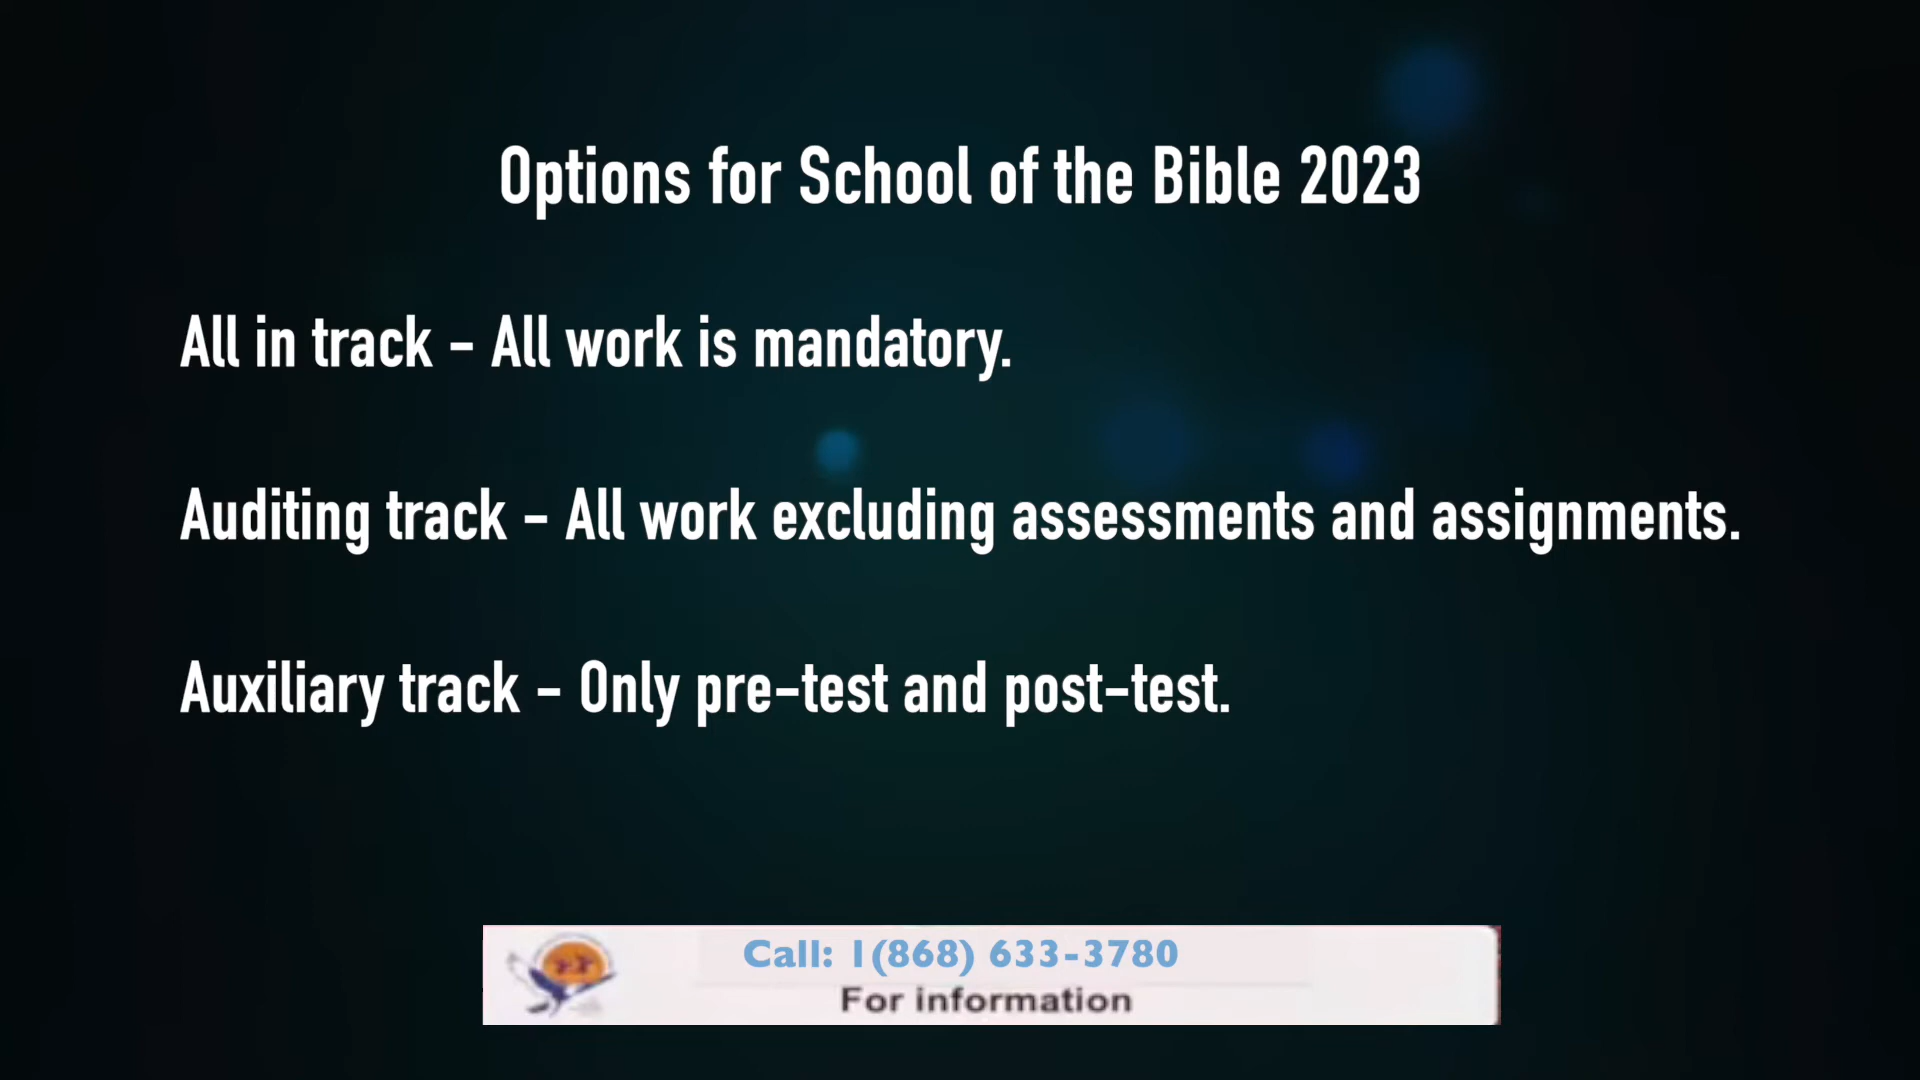 Options for School of the Bible 2023
All in track - All work is mandatory.
Auditing track - All work excluding assessments and assignments.
Auxiliary track - Only pre-test and post-test.
Call: 1(868) 633-3780
For information